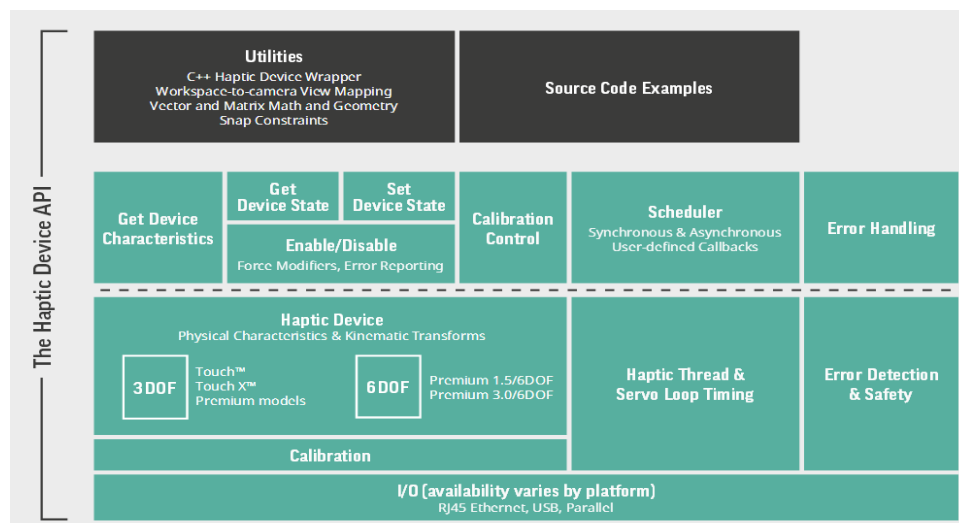 The Haptic Device API
Utilities
C++ Haptic Device Wrapper
Workspace-to-camera View Mapping
Vector and Matrix Math and Geometry
Snap Constraints
Source Code Examples
Get Device
Characteristics
Get
Device State
Set
Device State
Enable/Disable
Force Modifiers, Error Reporting
Calibration
Control
Scheduler
Synchronous & Asynchronous
User-defined Callbacks
Error Handling
Haptic Device
Physical Characteristics & Kinematic Transforms
3DOF
Touch™
Touch X™
Premium models
6DOF
Premium 1.5/6DOF
Premium 3.0/6DOF
Haptic Thread &
Servo Loop Timing
Error Detection
& Safety
Calibration
I/O (availability varies by platform)
RJ45 Ethernet, USB, Parallel